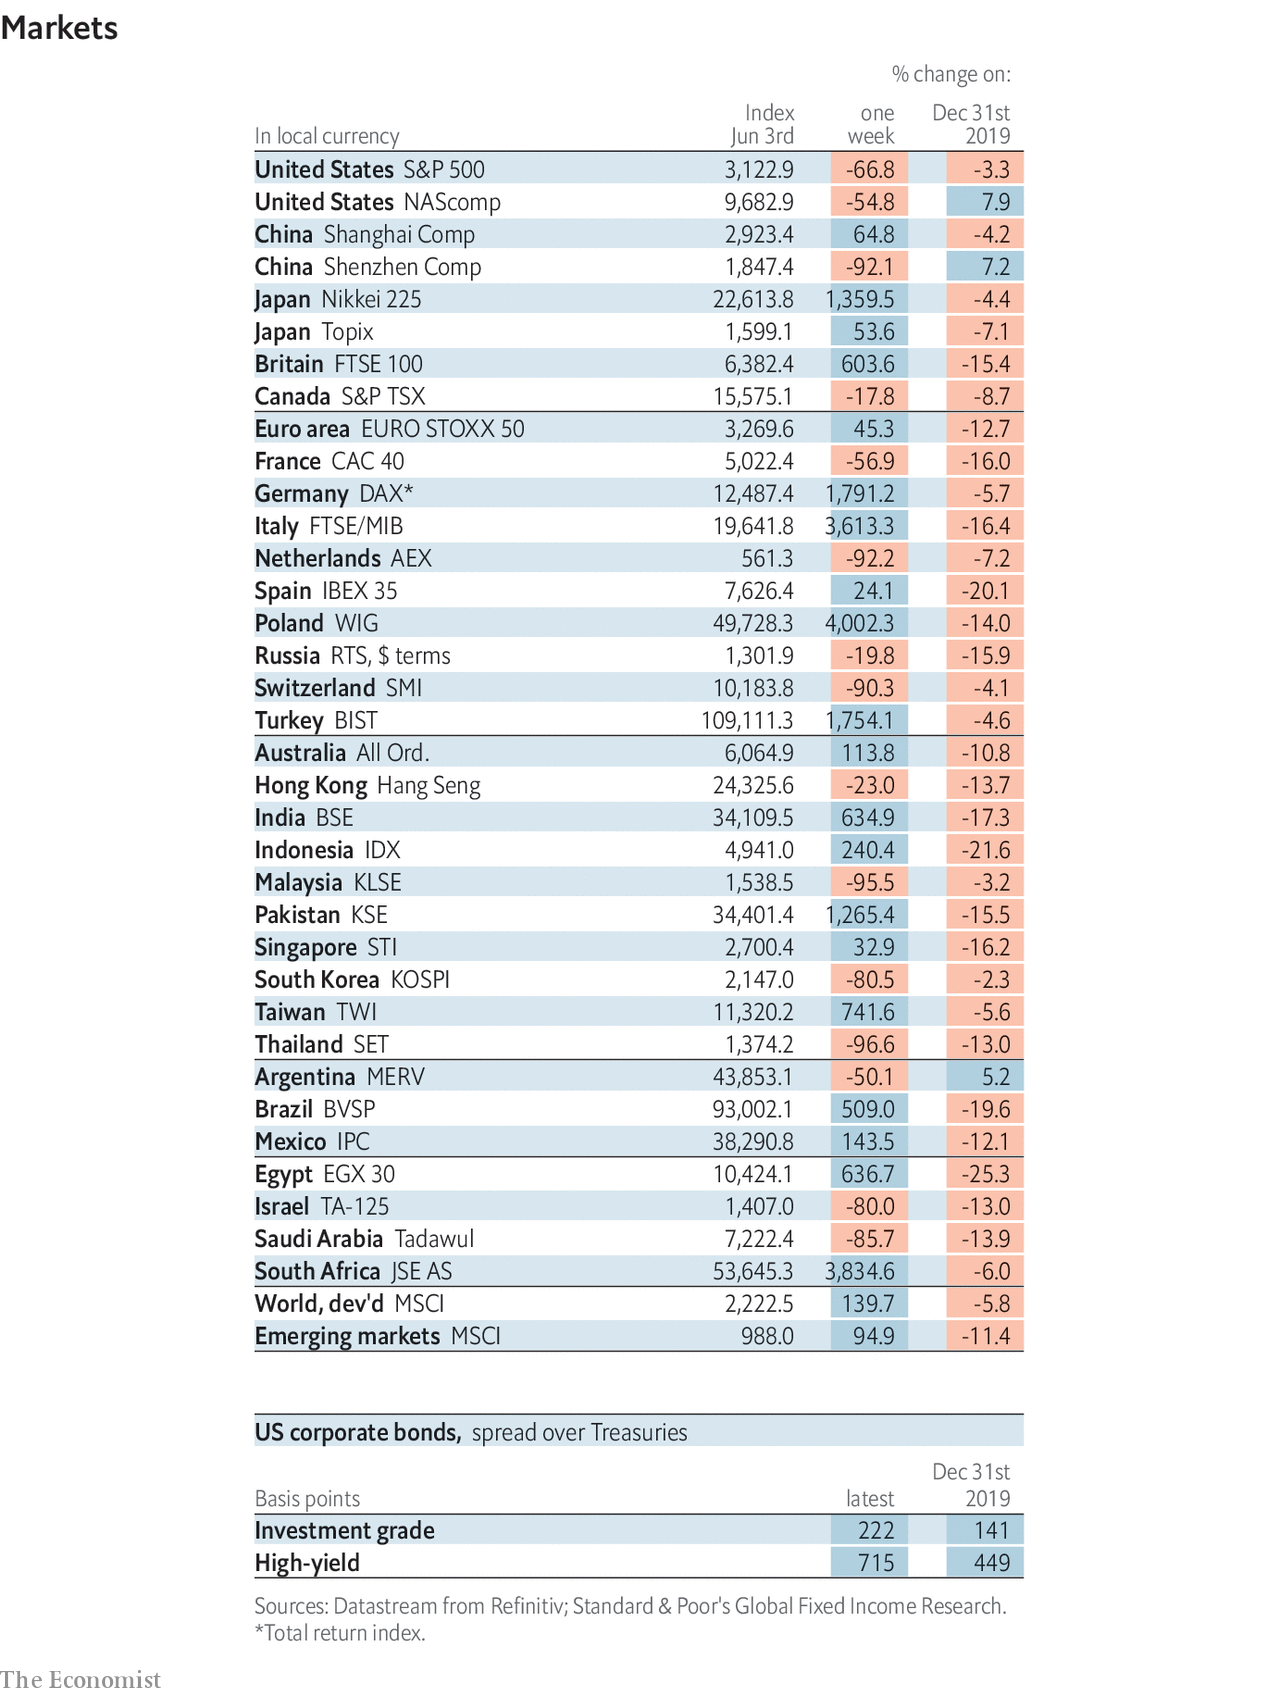 Markets
% change on:
Index one Dec 31st
In local currency Jun 3rd week 2019
United States S&P 500 3,122.9 -66.8 -3.3
United States NAScomp 9,682.9 -54.8 7.9
China Shanghai Comp 2,923.4 64.8 -4.2
China Shenzhen Comp 1,847.4 -92.1 7.2
Japan Nikkei 225 22,613.8 1,359.5 -4.4
Japan Topix 1,599.1 53.6 -7.1
Britain FTSE 100 6,382.4 603.6 -15.4
Canada S&P TSX 15,575.1 -17.8 -8.7
Euro area EURO STOXX 50 3,269.6 45.3 -12.7
France CAC 40 5,022.4 -56.9 -16.0
Germany DAX* 12,487.4 1,791.2 -5.7
Italy FTSE/MIB 19,641.8 3,613.3 -16.4
Netherlands AEX 561.3 -92.2 -7.2
Spain IBEX 35 7,626.4 24.1 -20.1
Poland WIG 49,728.3 4,002.3 -14.0
Russia RTS, $ terms 1,301.9 -19.8 -15.9
Switzerland SMI 10,183.8 -90.3 -4.1
Turkey BIST 109,111.3 1,754.1 -4.6
Australia All Ord. 6,064.9 113.8 -10.8
Hong Kong Hang Seng 24,325.6 -23.0 -13.7
India BSE 34,109.5 634.9 -17.3
Indonesia IDX 4,941.0 240.4 -21.6
Malaysia KLSE 1,538.5 -95.5 -3.2
Pakistan KSE 34,401.4 1,265.4 -15.5
Singapore STI 2,700.4 32.9 -16.2
South Korea KOSPI 2,147.0 -80.5 -2.3
Taiwan TWI 11,320.2 741.6 -5.6
Thailand SET 1,374.2 -96.6 -13.0
Argentina MERV 43,853.1 -50.1 5.2
Brazil BVSP 93,002.1 509.0 -19.6
Mexico IPC 38,290.8 143.5 -12.1
Egypt EGX 30 10,424.1 636.7 -25.3
Israel TA-125 1,407.0 -80.0 -13.0
Saudi Arabia Tadawul 7,222.4 -85.7 -13.9
South Africa JSE AS 53,645.3 3,834.6 -6.0
World, dev'd MSCI 2,222.5 139.7 -5.8
Emerging markets MSCI 988.0 94.9 -11.4
US corporate bonds, spread over Treasuries
Dec 31st
Basis points latest 2019
Investment grade 222 141
High-yield 715 449
Sources: Datastream from Refinitiv; Standard & Poor's Global Fixed Income Research.
*Total return index.
The Economist